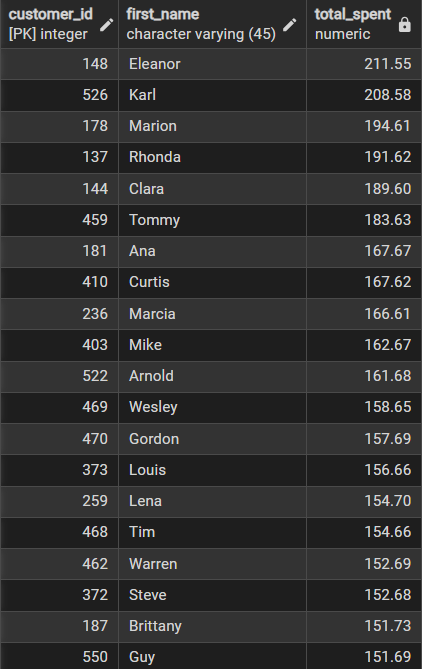 customer_id first_name total_spent
[PK] integer character varying (45) numeric
148 Eleanor 211.55
526 Karl 208.58
178 Marion 194.61
137 Rhonda 191.62
144 Clara 189.60
459 Tommy 183.63
181 Ana 167.67
410 Curtis 167.62
236 Marcia 166.61
403 Mike 162.67
522 Arnold 161.68
469 Wesley 158.65
470 Gordon 157.69
373 Louis 156.66
259 Lena 154.70
468 Tim 154.66
462 Warren 152.69
372 Steve 152.68
187 Brittany 151.73
550 Guy 151.69